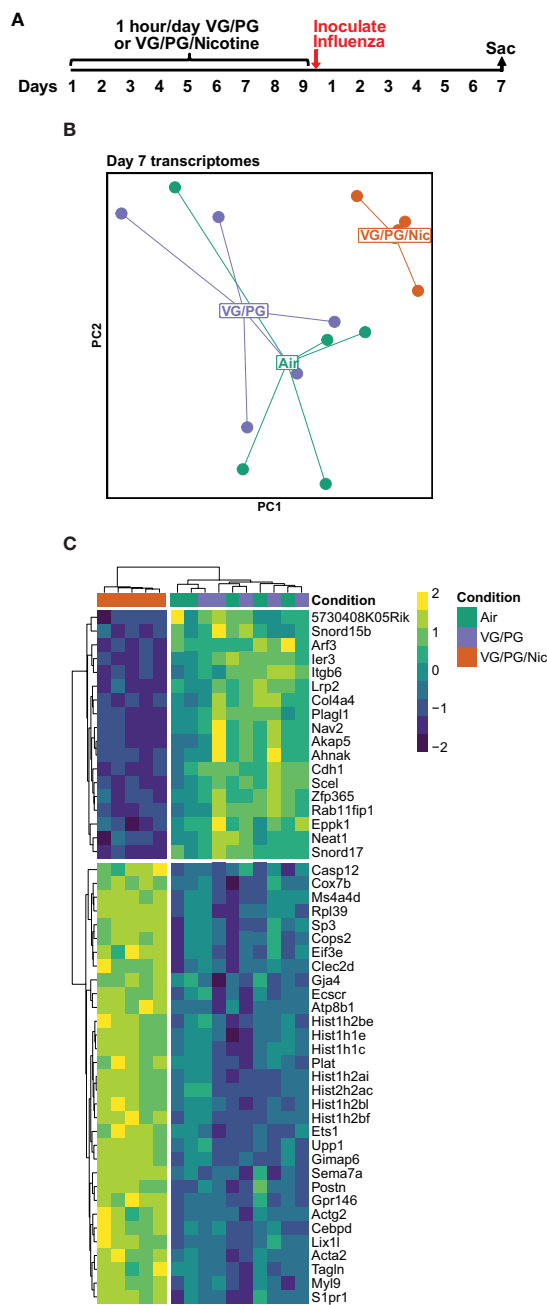 A
1 hour/day VG/PG
or VG/PG/Nicotine
Inoculate
Influenza
Sac
Days 1 2 3 4 5 6 7 8 9 1 2 3 4 5 6 7
B
Day 7 transcriptomes
VG/PG/Nic
VG/PG
Air
PC2
PC1
C
Condition
5730408K05Rik
Snord15b
Arf3
Ier3
Itgb6
Lrp2
Col4a4
Plagl1
Nav2
Akap5
Ahnak
Cdh1
Scel
Zfp365
Rab11fip1
Eppk1
Neat1
Snord17
Casp12
Cox7b
Ms4a4d
Rpl39
Sp3
Cops2
Eif3e
Clec2d
Gja4
Ecscr
Atp8b1
Hist1h2be
Hist1h1e
Hist1h1c
Plat
Hist1h2ai
Hist2h2ac
Hist1h2bl
Hist1h2bf
Ets1
Upp1
Gimap6
Sema7a
Postn
Gpr146
Actg2
Cebpd
Lix1l
Acta2
Tagln
Myl9
S1pr1
2
1
0
−1
−2
Condition
Air
VG/PG
VG/PG/Nic